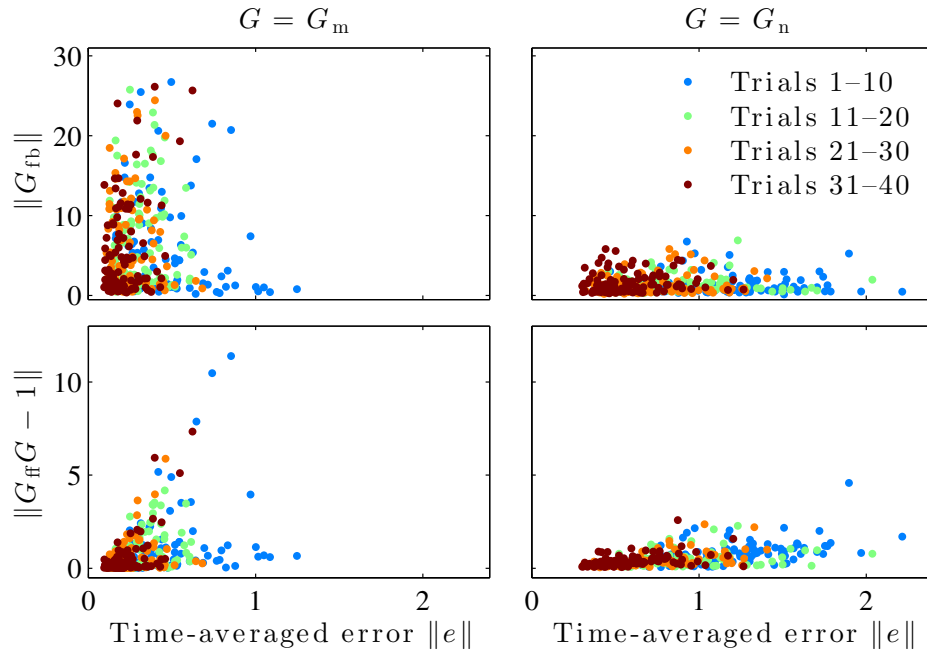 G = G_m
G = G_n
‖G_fb‖
30
20
10
0
Trials 1–10
Trials 11–20
Trials 21–30
Trials 31–40
‖G_ff G − 1‖
10
5
0
0 1 2
0 1 2
Time-averaged error ‖e‖
Time-averaged error ‖e‖